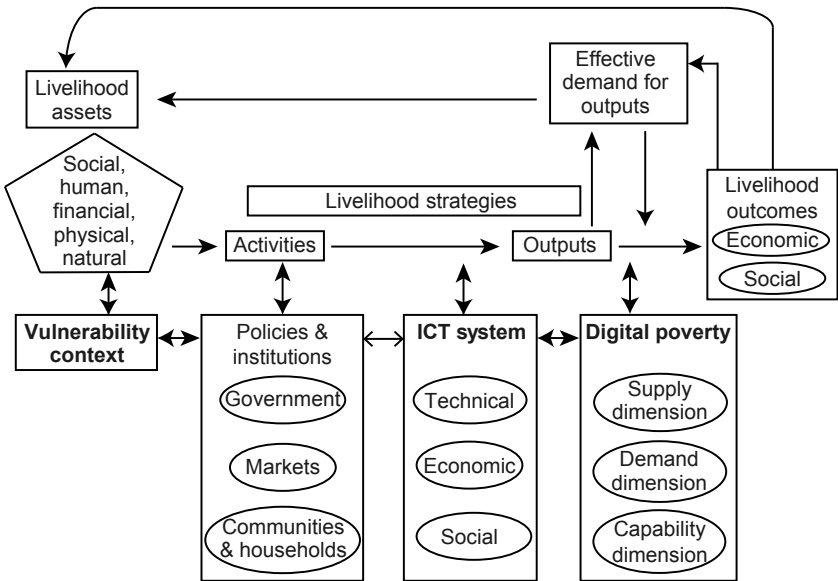 Livelihood
assets
Effective
demand for
outputs
Social,
human,
financial,
physical,
natural
Livelihood strategies
Activities
Outputs
Livelihood
outcomes
Economic
Social
Vulnerability
context
Policies &
institutions
Government
Markets
Communities
& households
ICT system
Technical
Economic
Social
Digital poverty
Supply
dimension
Demand
dimension
Capability
dimension